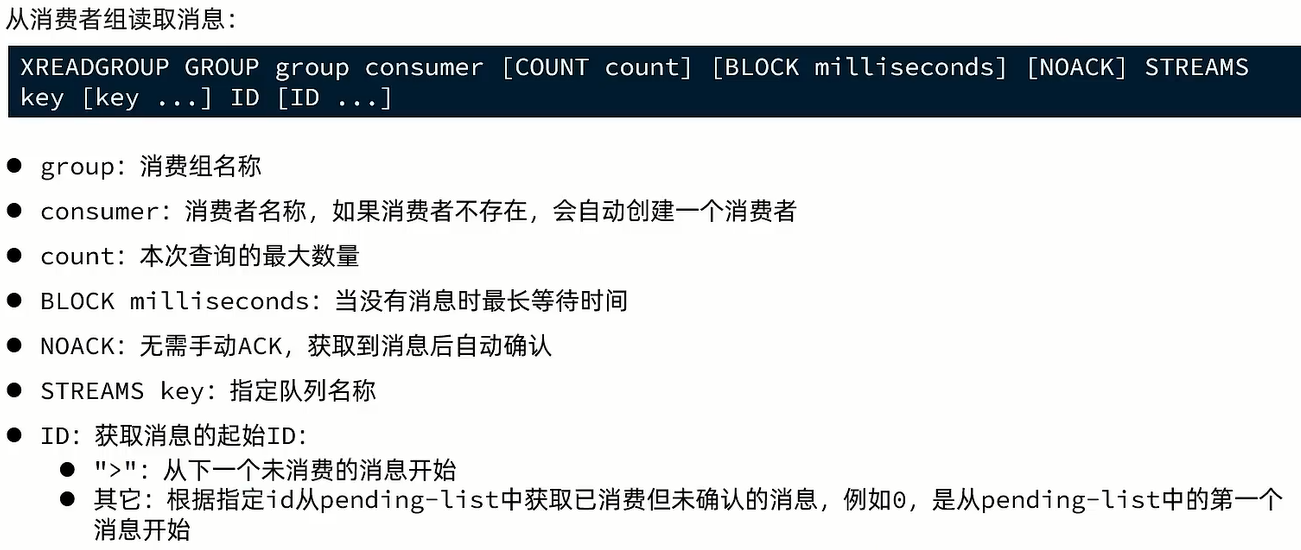 从消费者组读取消息：
XREADGROUP GROUP group consumer [COUNT count] [BLOCK milliseconds] [NOACK] STREAMS
key [key ...] ID [ID ...]
● group：消费组名称
● consumer：消费者名称，如果消费者不存在，会自动创建一个消费者
● count：本次查询的最大数量
● BLOCK milliseconds：当没有消息时最长等待时间
● NOACK：无需手动ACK，获取到消息后自动确认
● STREAMS key：指定队列名称
● ID：获取消息的起始ID：
● ">"：从下一个未消费的消息开始
● 其它：根据指定id从pending-list中获取已消费但未确认的消息，例如0，是从pending-list中的第一个
消息开始